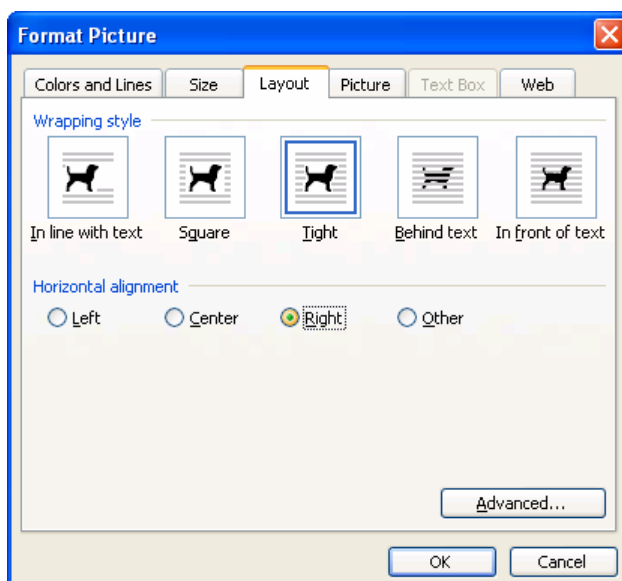 Format Picture
Colors and Lines Size Layout Picture Text Box Web
Wrapping style
In line with text Square Tight Behind text In front of text
Horizontal alignment
Left Center Right Other
Advanced...
OK Cancel